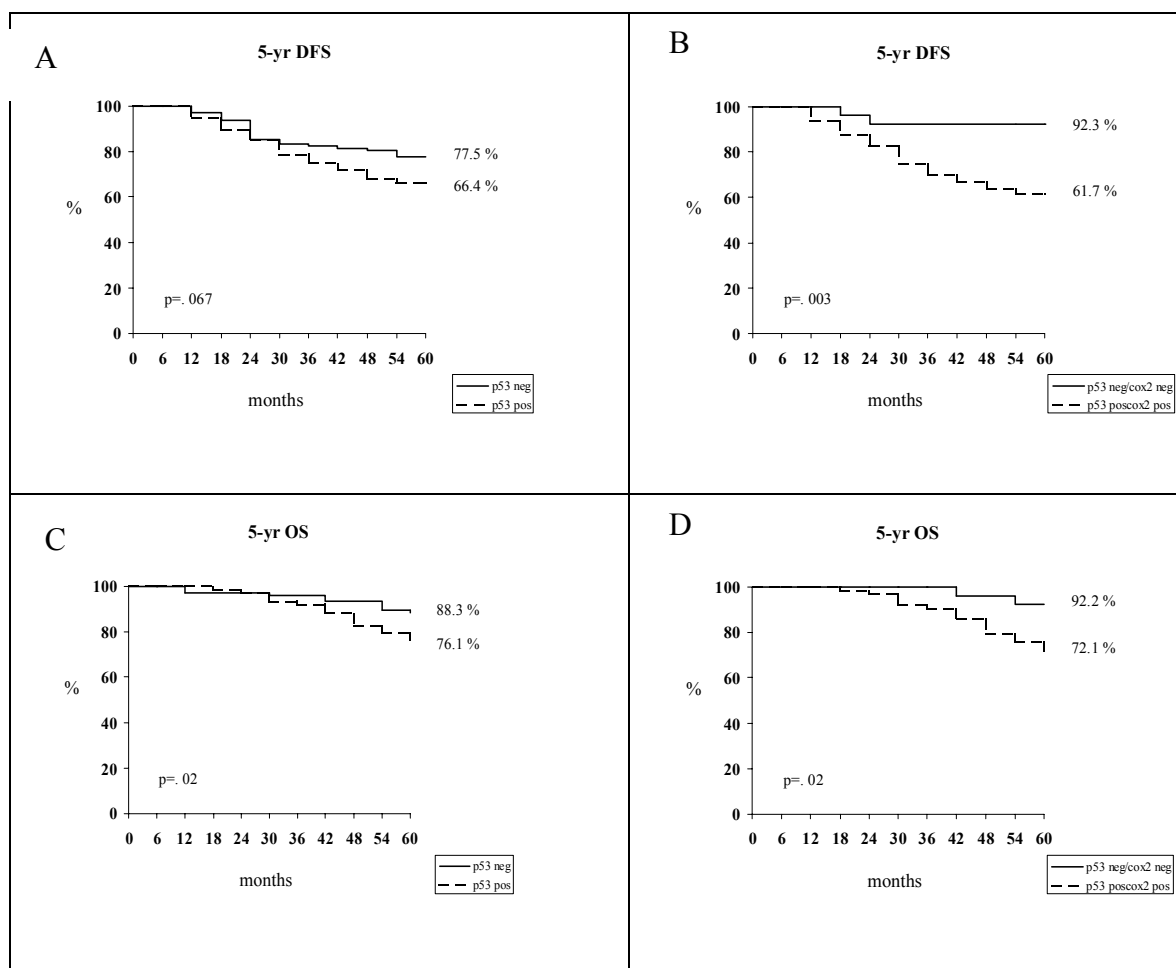 A
5-yr DFS
100
80
60
40
20
0
%
77.5 %
66.4 %
p=. 067
0 6 12 18 24 30 36 42 48 54 60
months
p53 neg
p53 pos
B
5-yr DFS
100
80
60
40
20
0
%
92.3 %
61.7 %
p=. 003
0 6 12 18 24 30 36 42 48 54 60
months
p53 neg/cox2 neg
p53 poscox2 pos
C
5-yr OS
100
80
60
40
20
0
%
88.3 %
76.1 %
p=. 02
0 6 12 18 24 30 36 42 48 54 60
months
p53 neg
p53 pos
D
5-yr OS
100
80
60
40
20
0
%
92.2 %
72.1 %
p=. 02
0 6 12 18 24 30 36 42 48 54 60
months
p53 neg/cox2 neg
p53 poscox2 pos